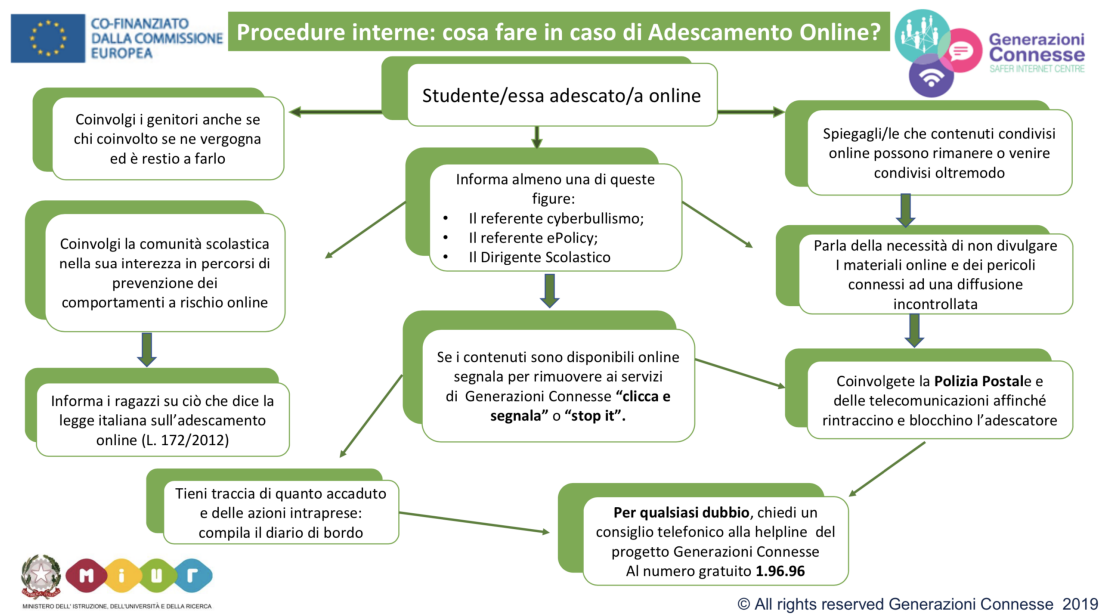 CO-FINANZIATO
DALLA COMMISSIONE
EUROPEA
Procedure interne: cosa fare in caso di Adescamento Online?
Generazioni
Connesse
SAFER INTERNET CENTRE
Studente/essa adescato/a online
Coinvolgi i genitori anche se
chi coinvolto se ne vergogna
ed è restio a farlo
Spiegagli/le che contenuti condivisi
online possono rimanere o venire
condivisi oltremodo
Informa almeno una di queste
figure:
• Il referente cyberbullismo;
• Il referente ePolicy;
• Il Dirigente Scolastico
Coinvolgi la comunità scolastica
nella sua interezza in percorsi di
prevenzione dei
comportamenti a rischio online
Parla della necessità di non divulgare
I materiali online e dei pericoli
connessi ad una diffusione
incontrollata
Se i contenuti sono disponibili online
segnala per rimuovere ai servizi
di Generazioni Connesse “clicca e
segnala” o “stop it”.
Informa i ragazzi su ciò che dice la
legge italiana sull’adescamento
online (L. 172/2012)
Coinvolgete la Polizia Postale e
delle telecomunicazioni affinché
rintraccino e blocchino l’adescatore
Tieni traccia di quanto accaduto
e delle azioni intraprese:
compila il diario di bordo
Per qualsiasi dubbio, chiedi un
consiglio telefonico alla helpline del
progetto Generazioni Connesse
Al numero gratuito 1.96.96
MIUR
MINISTERO DELL' ISTRUZIONE, DELL'UNIVERSITÀ E DELLA RICERCA
© All rights reserved Generazioni Connesse 2019